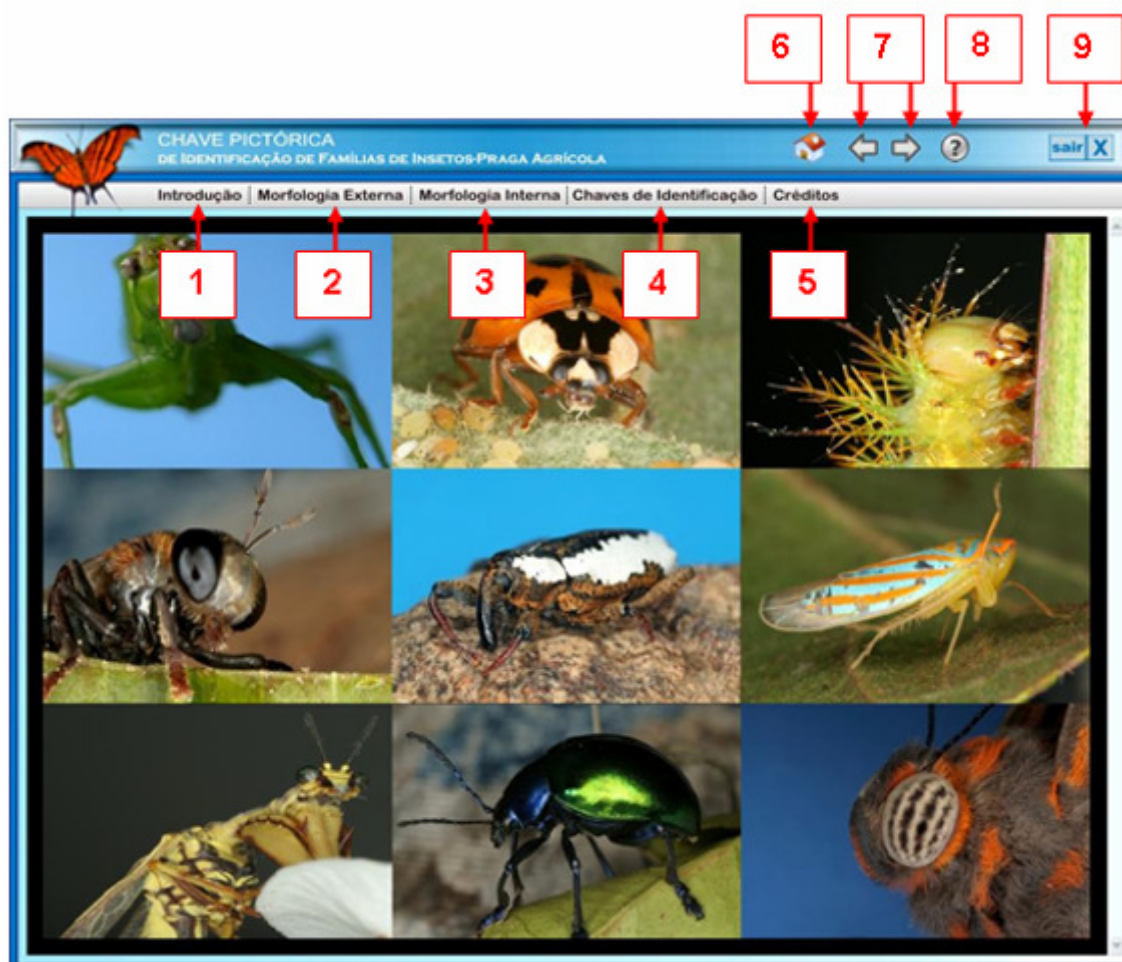 6 7 8 9
CHAVE PICTÓRICA
DE IDENTIFICAÇÃO DE FAMÍLIAS DE INSETOS-PRAGA AGRÍCOLA
? sair X
Introdução | Morfologia Externa | Morfologia Interna | Chaves de Identificação | Créditos
1 2 3 4 5